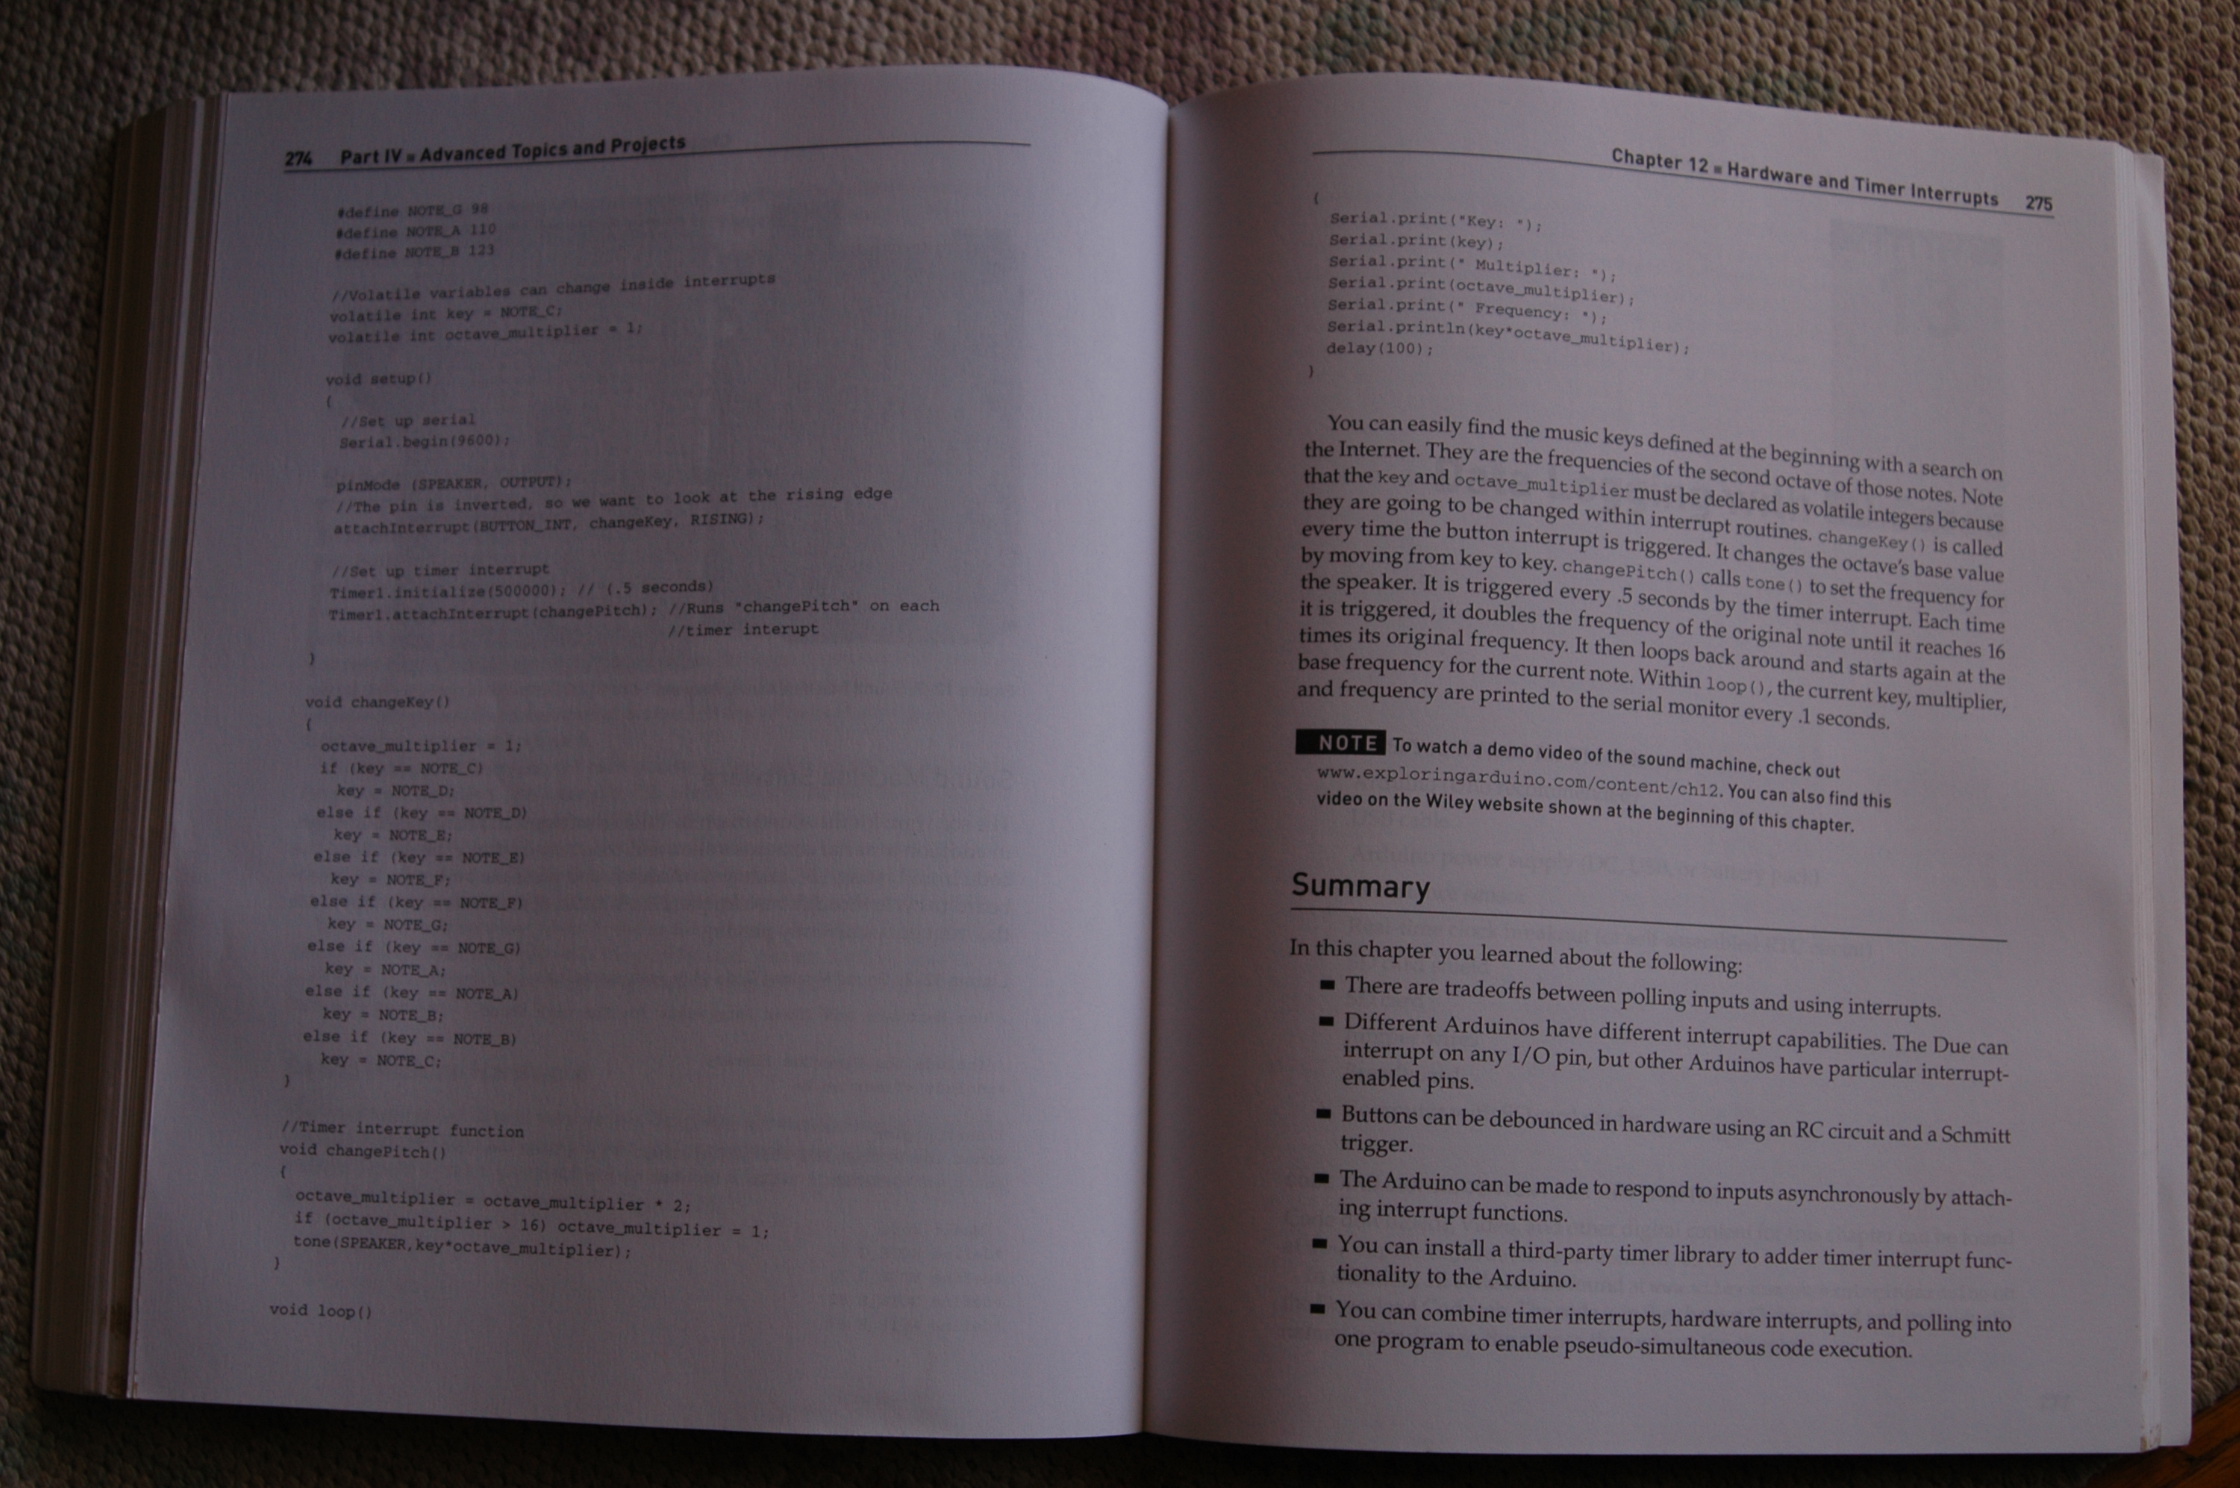 274 Part IV ■ Advanced Topics and Projects
#define NOTE_G 98
#define NOTE_A 110
#define NOTE_B 123
//Volatile variables can change inside interrupts
volatile int key = NOTE_C;
volatile int octave_multiplier = 1;
void setup()
{
//Set up serial
Serial.begin(9600);
pinMode (SPEAKER, OUTPUT);
//The pin is inverted, so we want to look at the rising edge
attachInterrupt(BUTTON_INT, changeKey, RISING);
//Set up timer interrupt
Timer1.initialize(500000); // (.5 seconds)
Timer1.attachInterrupt(changePitch); //Runs "changePitch" on each
//timer interupt
}
void changeKey()
{
octave_multiplier = 1;
if (key == NOTE_C)
key = NOTE_D;
else if (key == NOTE_D)
key = NOTE_E;
else if (key == NOTE_E)
key = NOTE_F;
else if (key == NOTE_F)
key = NOTE_G;
else if (key == NOTE_G)
key = NOTE_A;
else if (key == NOTE_A)
key = NOTE_B;
else if (key == NOTE_B)
key = NOTE_C;
}
//Timer interrupt function
void changePitch()
{
octave_multiplier = octave_multiplier * 2;
if (octave_multiplier > 16) octave_multiplier = 1;
tone(SPEAKER,key*octave_multiplier);
}
void loop()
Chapter 12 ■ Hardware and Timer Interrupts 275
{
Serial.print("Key: ");
Serial.print(key);
Serial.print(" Multiplier: ");
Serial.print(octave_multiplier);
Serial.print(" Frequency: ");
Serial.println(key*octave_multiplier);
delay(100);
}
You can easily find the music keys defined at the beginning with a search on
the Internet. They are the frequencies of the second octave of those notes. Note
that the key and octave_multiplier must be declared as volatile integers because
they are going to be changed within interrupt routines. changeKey() is called
every time the button interrupt is triggered. It changes the octave's base value
by moving from key to key. changePitch() calls tone() to set the frequency for
the speaker. It is triggered every .5 seconds by the timer interrupt. Each time
it is triggered, it doubles the frequency of the original note until it reaches 16
times its original frequency. It then loops back around and starts again at the
base frequency for the current note. Within loop(), the current key, multiplier,
and frequency are printed to the serial monitor every .1 seconds.
NOTE To watch a demo video of the sound machine, check out
www.exploringarduino.com/content/ch12. You can also find this
video on the Wiley website shown at the beginning of this chapter.
Summary
In this chapter you learned about the following:
■ There are tradeoffs between polling inputs and using interrupts.
■ Different Arduinos have different interrupt capabilities. The Due can
interrupt on any I/O pin, but other Arduinos have particular interrupt-
enabled pins.
■ Buttons can be debounced in hardware using an RC circuit and a Schmitt
trigger.
■ The Arduino can be made to respond to inputs asynchronously by attach-
ing interrupt functions.
■ You can install a third-party timer library to adder timer interrupt func-
tionality to the Arduino.
■ You can combine timer interrupts, hardware interrupts, and polling into
one program to enable pseudo-simultaneous code execution.